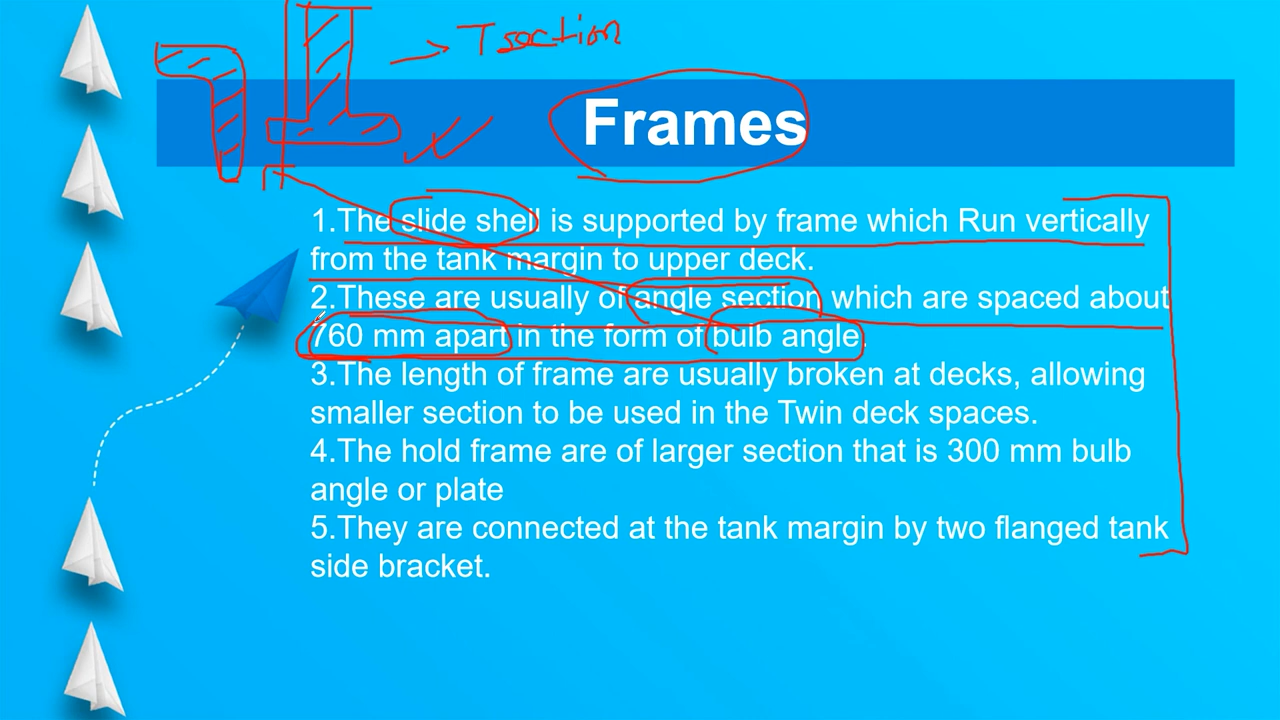 T section
Frames
1.The slide shell is supported by frame which Run vertically
from the tank margin to upper deck.
2.These are usually of angle section which are spaced about
760 mm apart in the form of bulb angle.
3.The length of frame are usually broken at decks, allowing
smaller section to be used in the Twin deck spaces.
4.The hold frame are of larger section that is 300 mm bulb
angle or plate
5.They are connected at the tank margin by two flanged tank
side bracket.